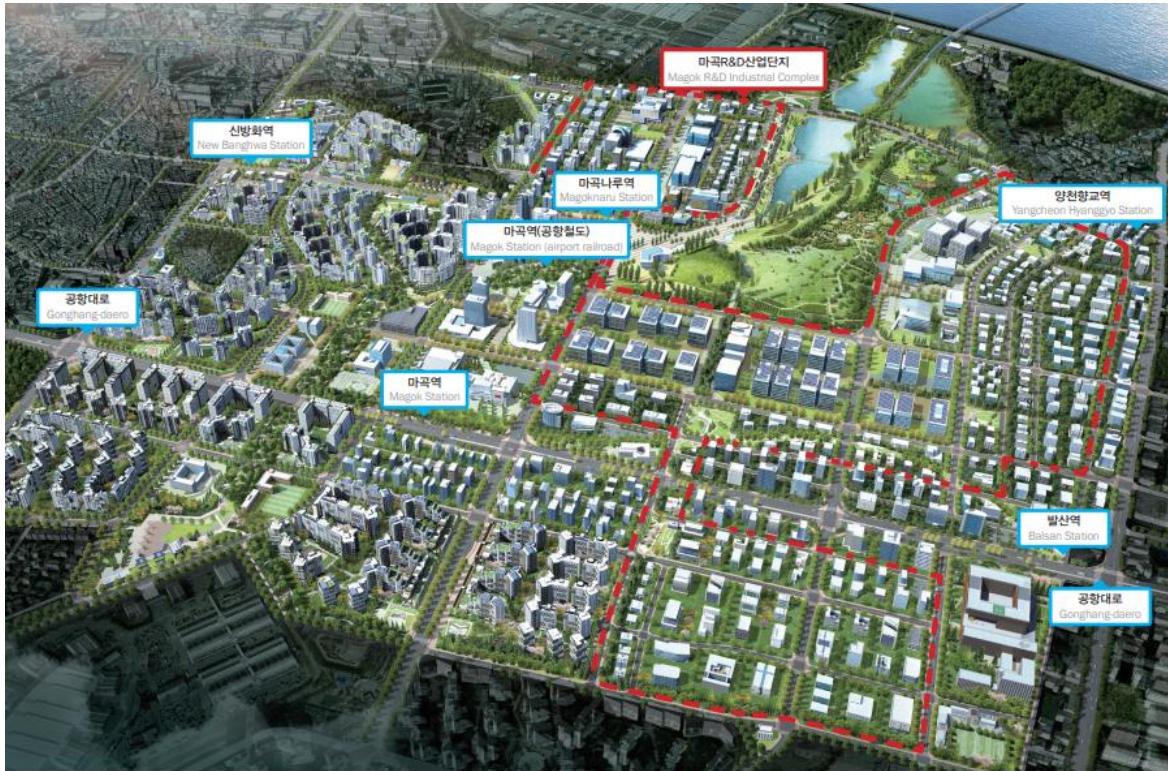 마곡R&D산업단지
Magok R&D Industrial Complex
신방화역
New Banghwa Station
마곡나루역
Magoknaru Station
양천향교역
Yangcheon Hyanggyo Station
마곡역(공항철도)
Magok Station (airport railroad)
공항대로
Gonghang-daero
마곡역
Magok Station
발산역
Balsan Station
공항대로
Gonghang-daero